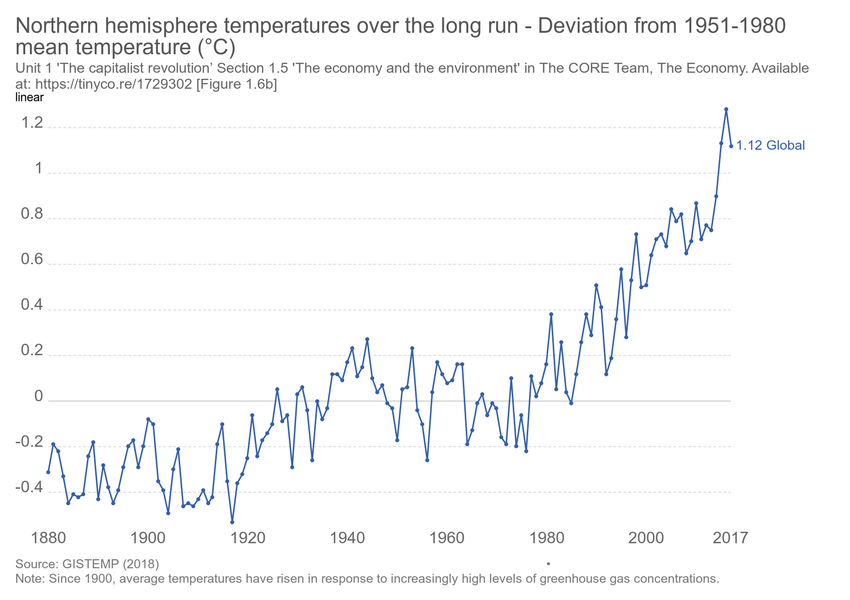 Northern hemisphere temperatures over the long run - Deviation from 1951-1980
mean temperature (°C)
Unit 1 'The capitalist revolution' Section 1.5 'The economy and the environment' in The CORE Team, The Economy. Available
at: https://tinyco.re/1729302 [Figure 1.6b]
linear
1.2
1
0.8
0.6
0.4
0.2
0
-0.2
-0.4
1.12 Global
1880 1900 1920 1940 1960 1980 2000 2017
Source: GISTEMP (2018)
Note: Since 1900, average temperatures have risen in response to increasingly high levels of greenhouse gas concentrations.